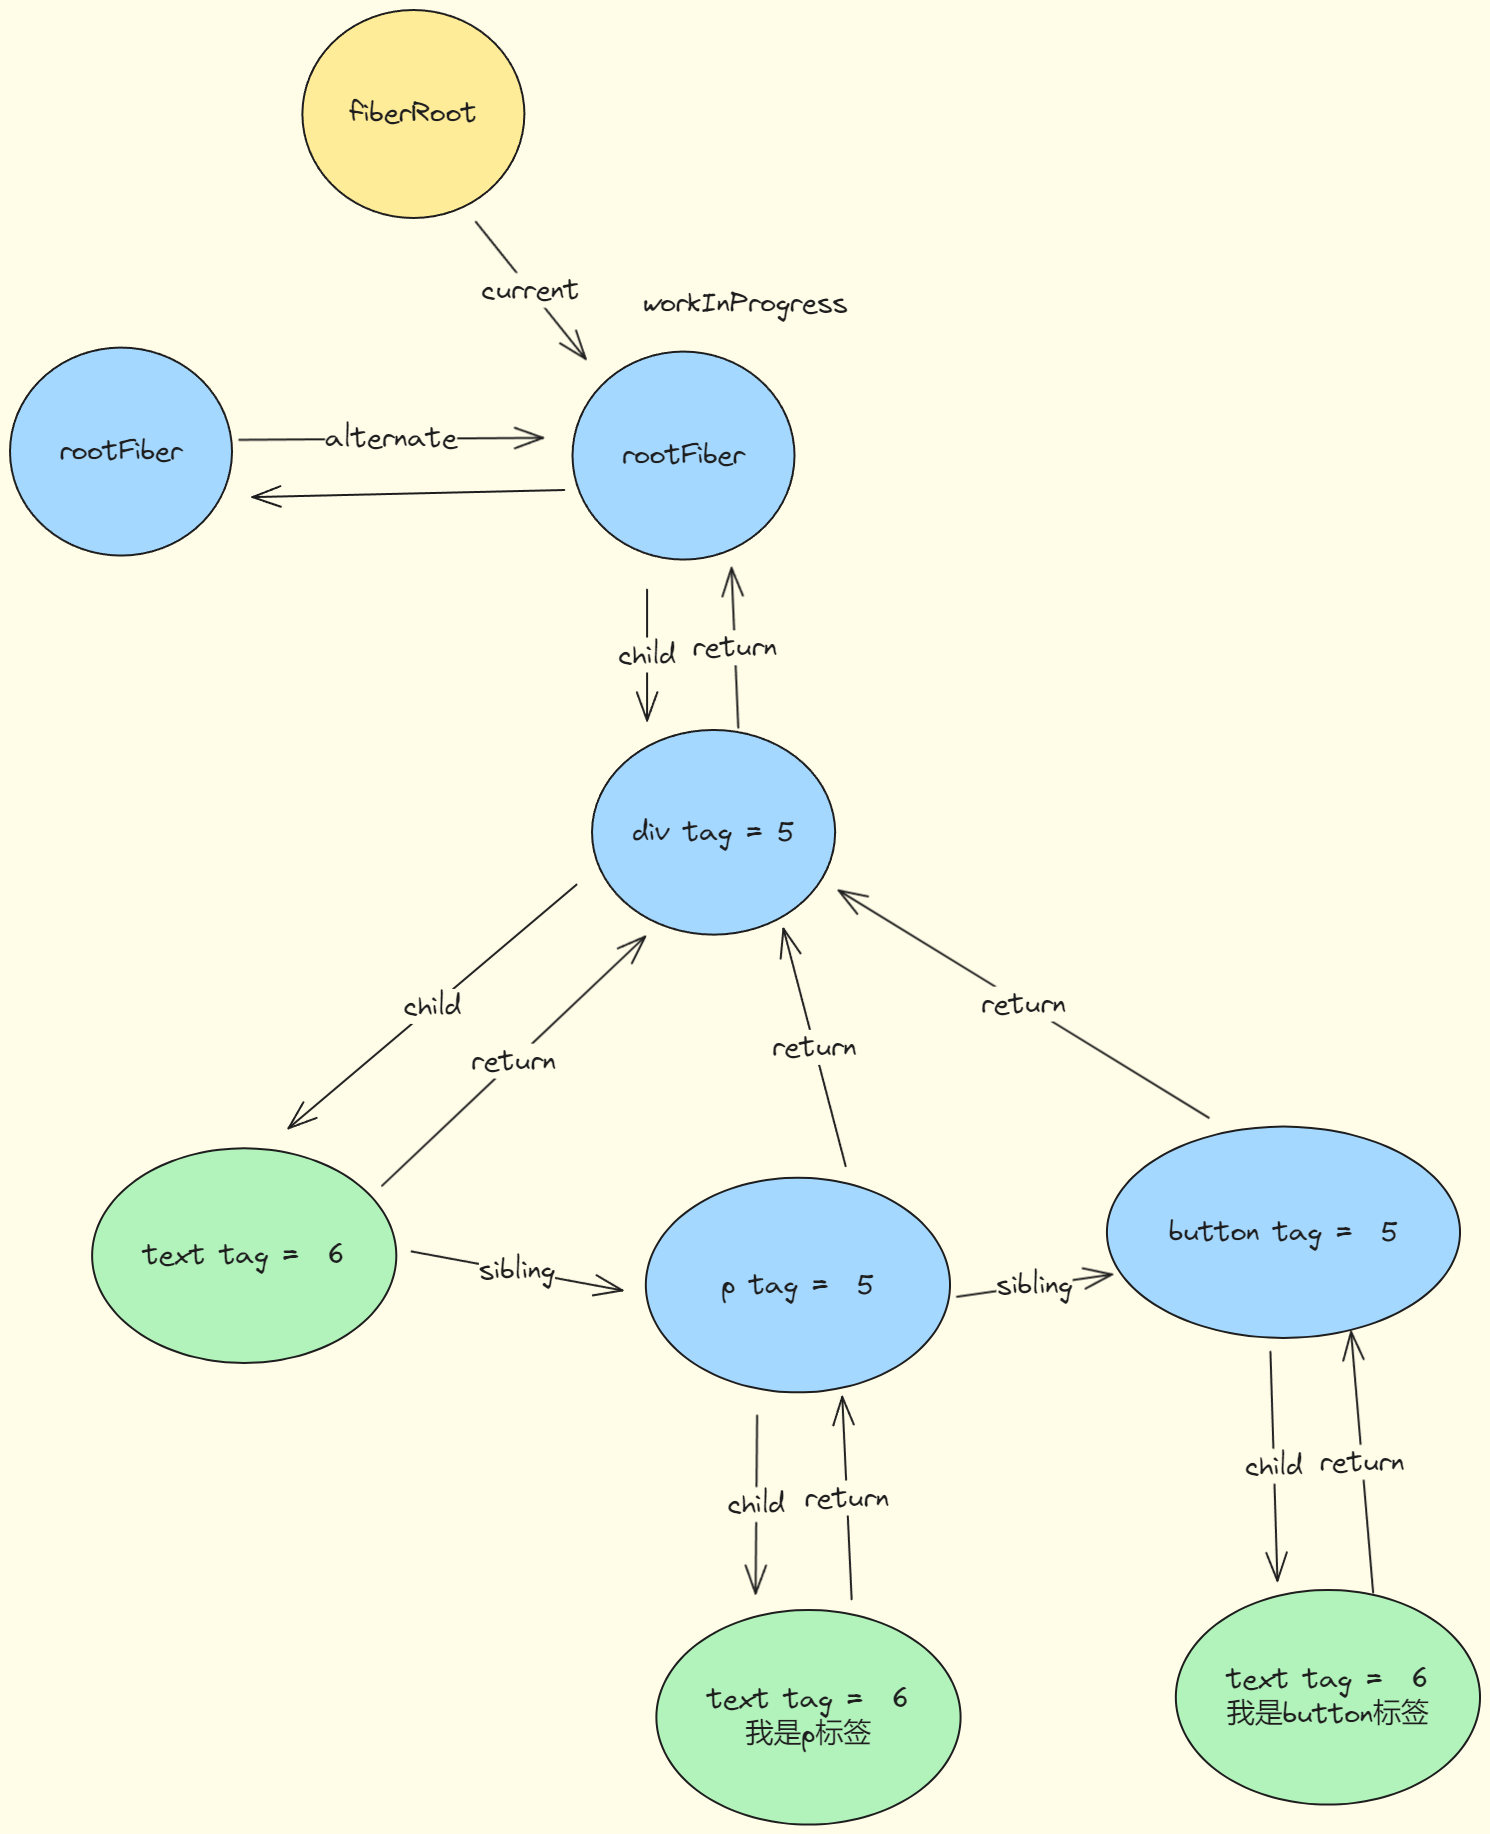 fiberRoot
current
workInProgress
rootFiber
alternate
rootFiber
child
return
div tag = 5
child
return
return
return
text tag = 6
sibling
p tag = 5
sibling
button tag = 5
child
return
child
return
text tag = 6
我是p标签
text tag = 6
我是button标签